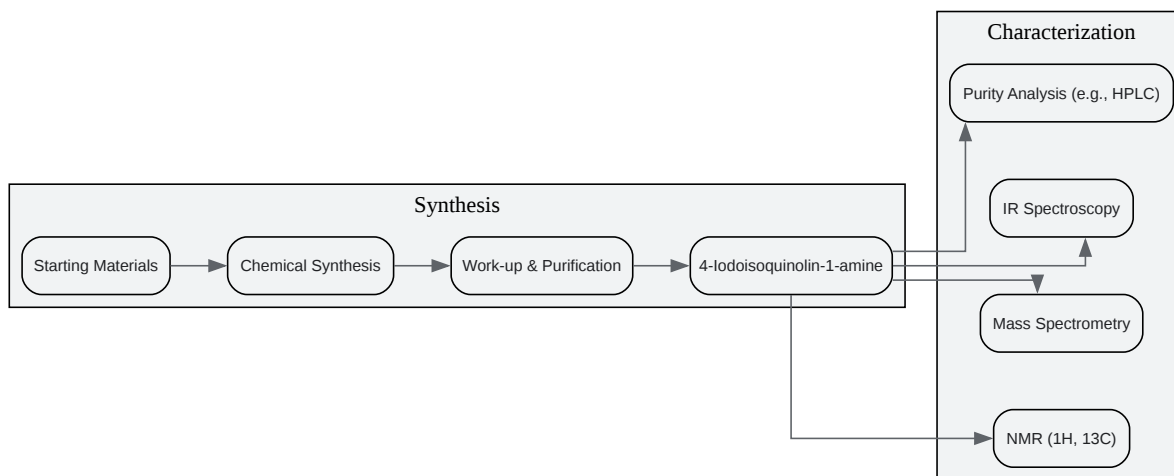 Characterization
Purity Analysis (e.g., HPLC)
IR Spectroscopy
Synthesis
Starting Materials
Chemical Synthesis
Work-up & Purification
4-Iodoisoquinolin-1-amine
Mass Spectrometry
NMR (1H, 13C)